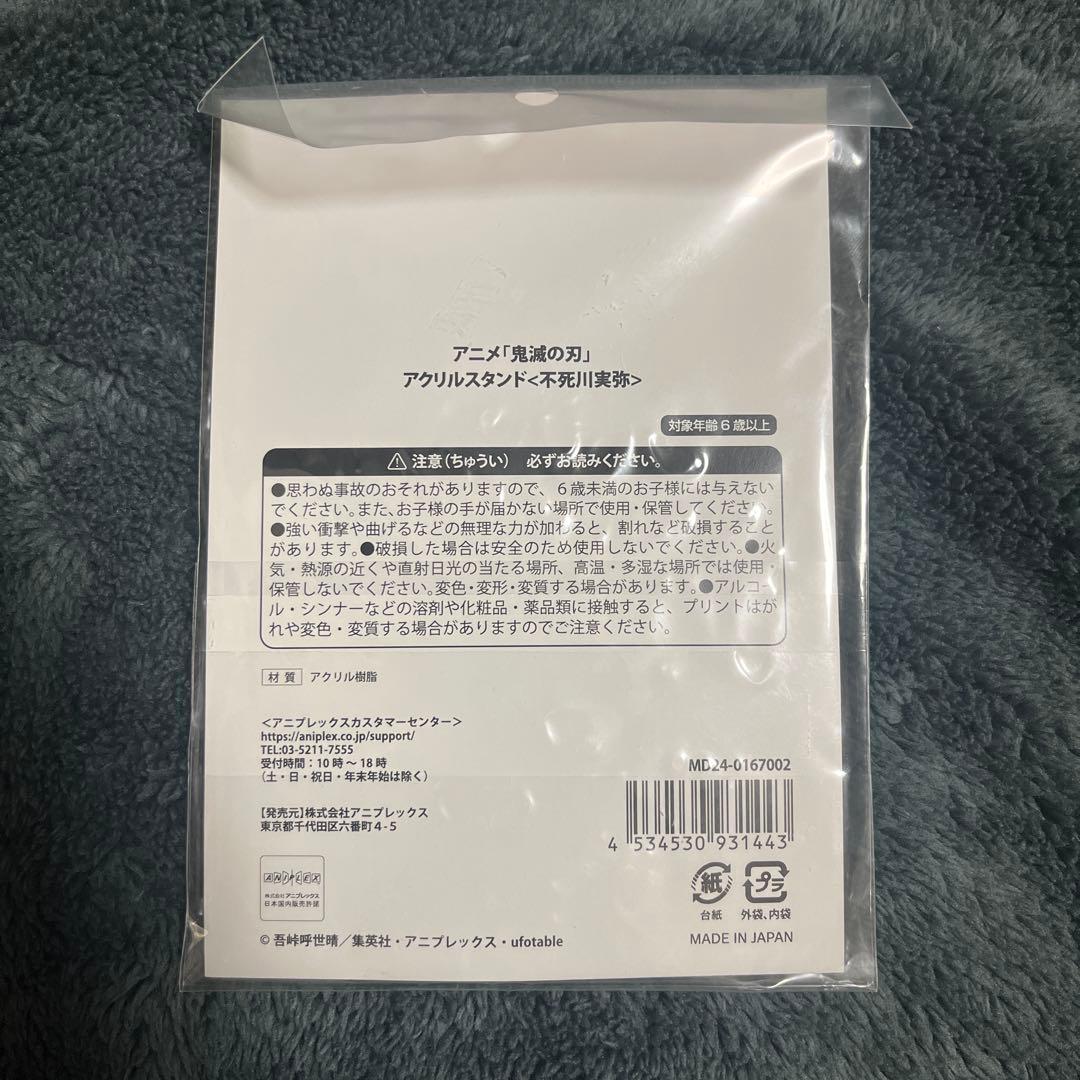 アニメ「鬼滅の刃」
アクリルスタンド<不死川実弥>
対象年齢6歳以上
注意(ちゅうい) 必ずお読みください。
●思わぬ事故のおそれがありますので、6歳未満のお子様には与えない
でください。また、お子様の手が届かない場所で使用・保管してください。
●強い衝撃や曲げるなどの無理な力が加わると、割れなど破損すること
があります。●破損した場合は安全のため使用しないでください。●火
気・熱源の近くや直射日光の当たる場所、高温・多湿な場所では使用・
保管しないでください。変色・変形・変質する場合があります。●アルコー
ル・シンナーなどの溶剤や化粧品・薬品類に接触すると、プリントはが
れや変色・変質する場合がありますのでご注意ください。
材質 アクリル樹脂
<アニプレックスカスタマーセンター>
https://aniplex.co.jp/support/
TEL:03-5211-7555
受付時間:10時〜18時
(土・日・祝日・年末年始は除く)
【発売元】株式会社アニプレックス
東京都千代田区六番町4-5
MD24-0167002
4 534530 931443
ANIPLEX
株式会社アニプレックス
日本国内販売許諾
紙
台紙
プラ
外袋、内袋
© 吾峠呼世晴/集英社・アニプレックス・ufotable
MADE IN JAPAN